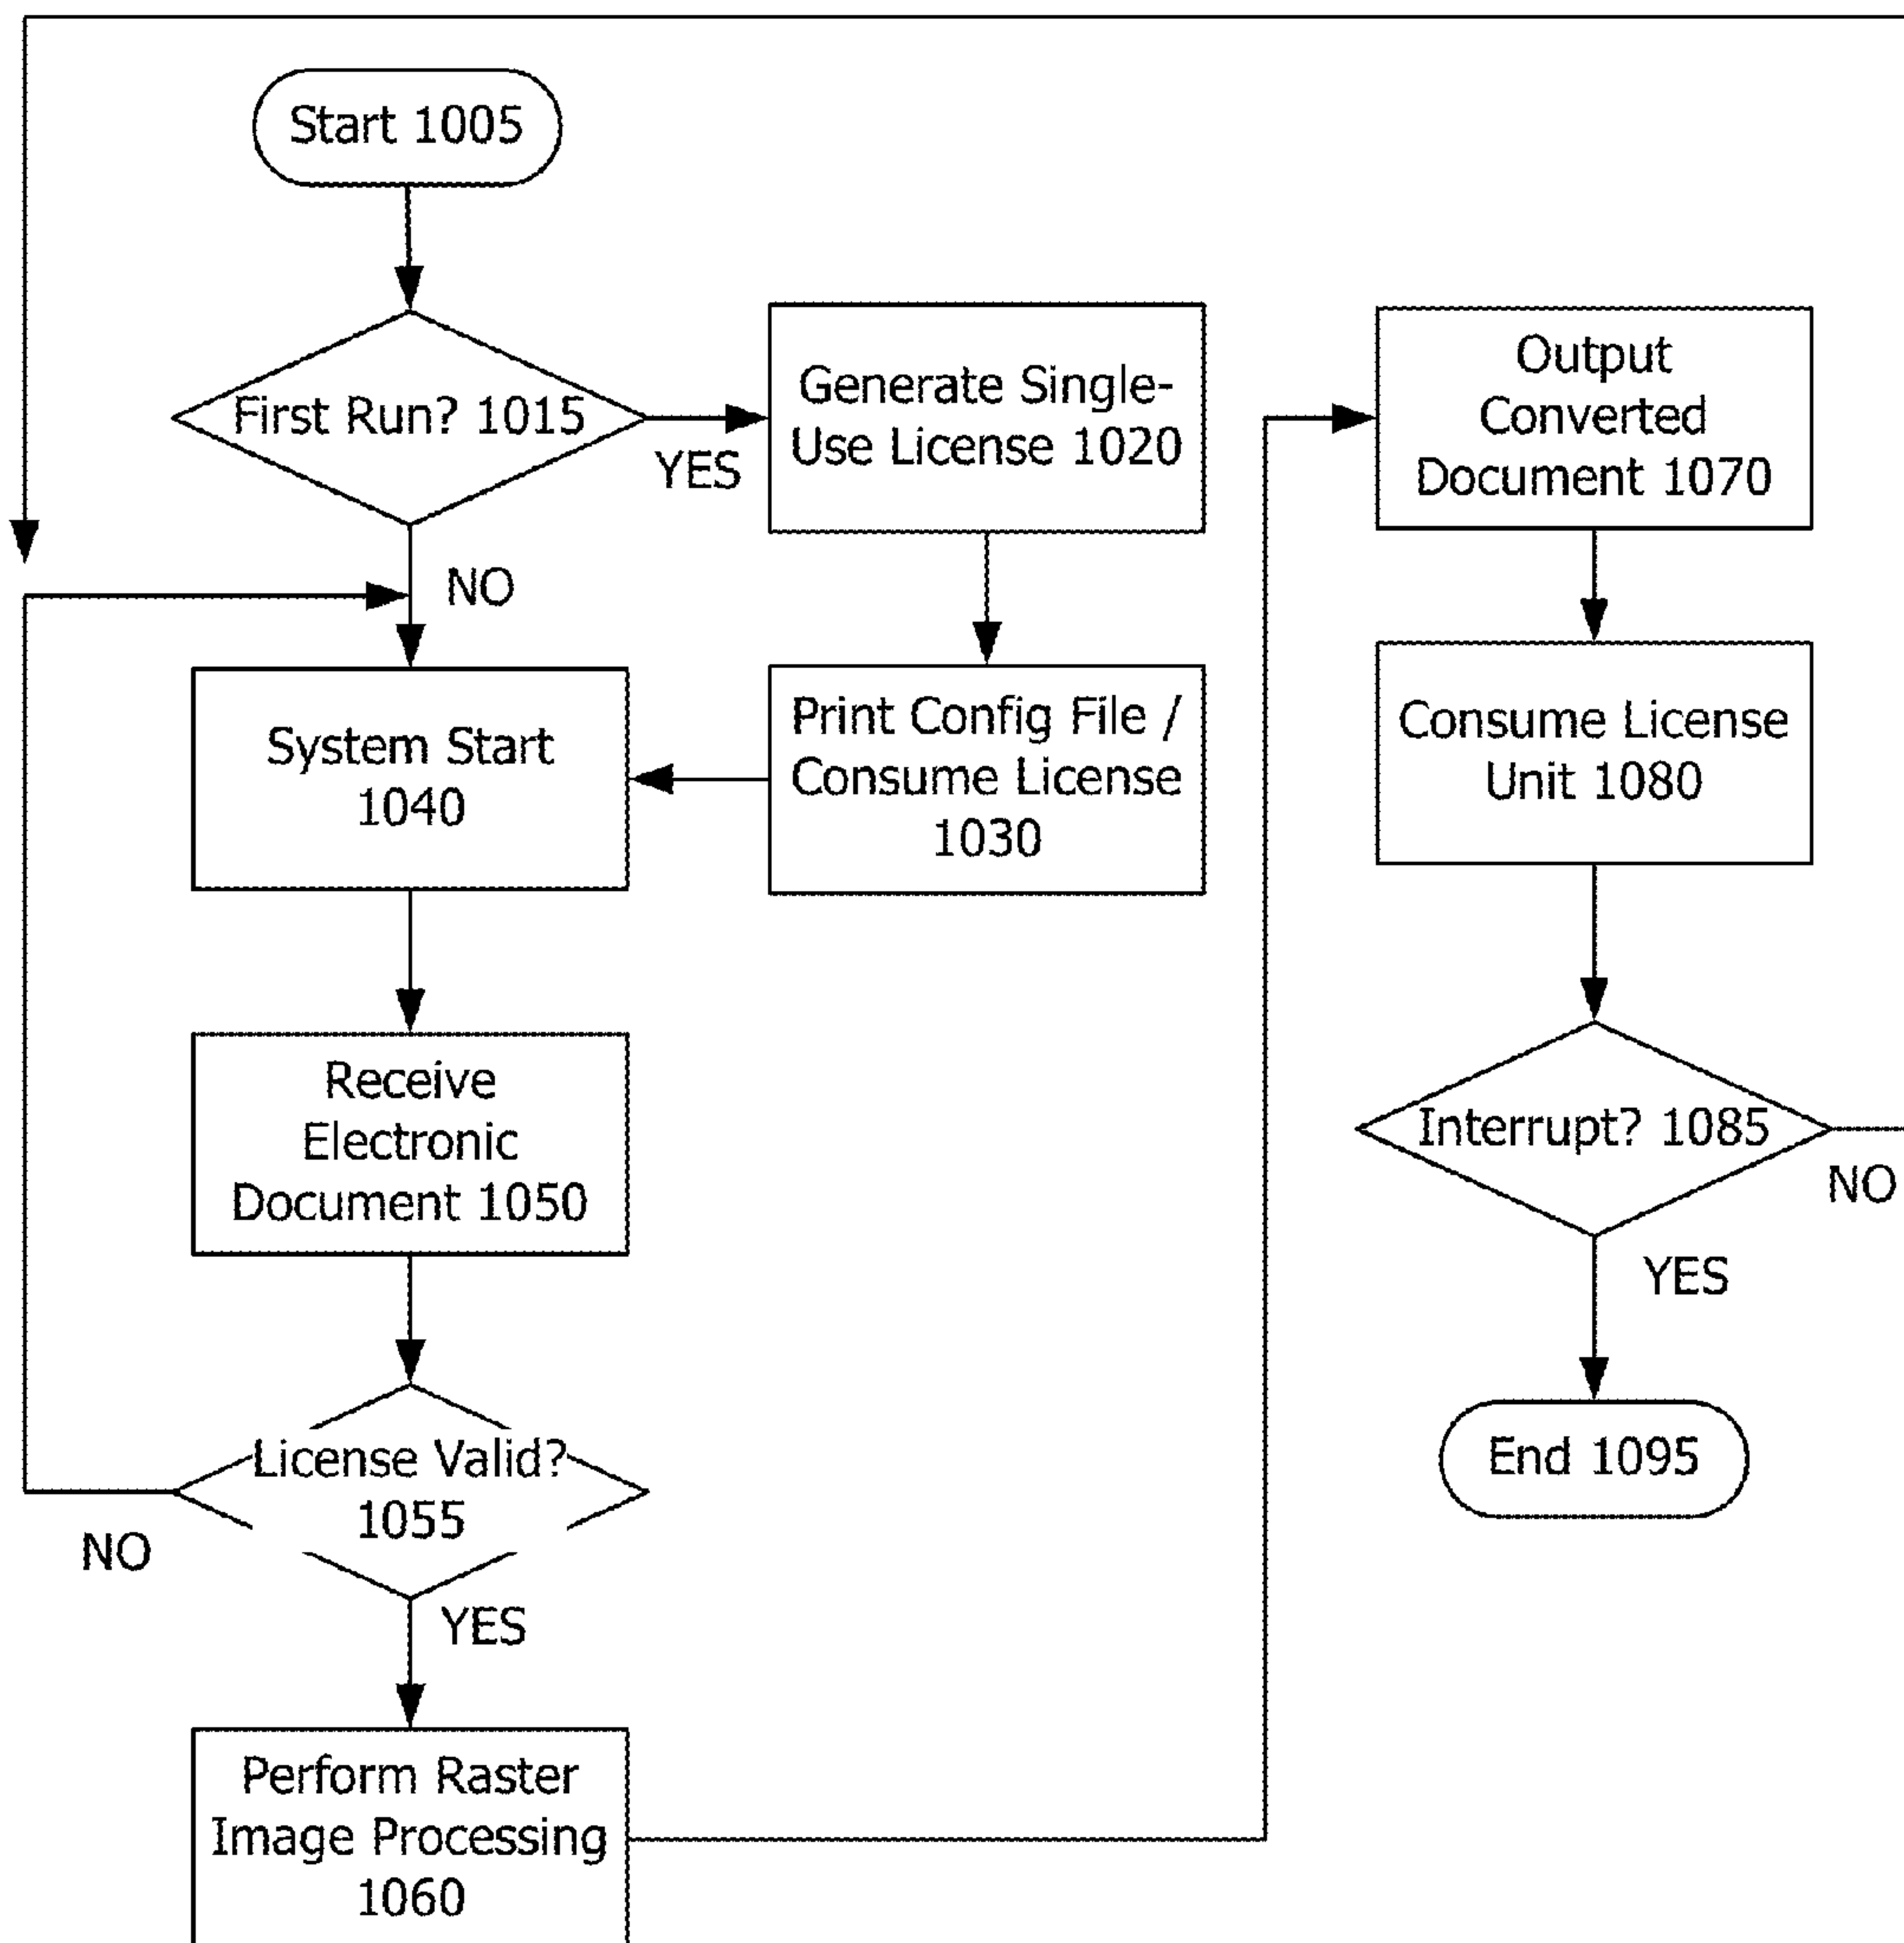 Start 1005
First Run? 1015
YES
NO
Generate Single-
Use License 1020
Print Config File /
Consume License
1030
System Start
1040
Receive
Electronic
Document 1050
License Valid?
1055
NO
YES
Perform Raster
Image Processing
1060
Output
Converted
Document 1070
Consume License
Unit 1080
Interrupt? 1085
NO
YES
End 1095